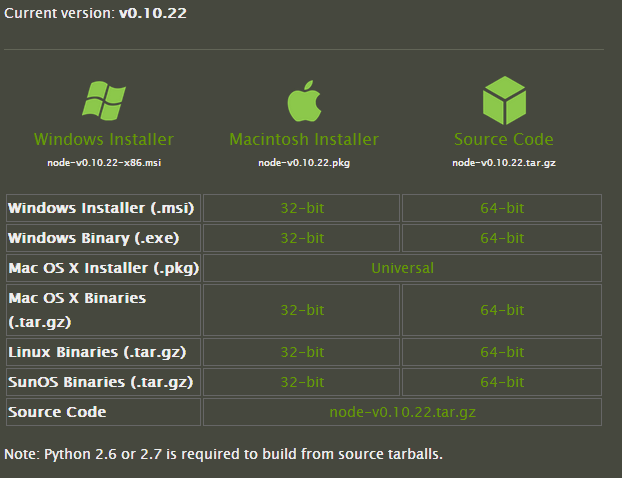 Current version: v0.10.22
Windows Installer
Macintosh Installer
Source Code
node-v0.10.22-x86.msi
node-v0.10.22.pkg
node-v0.10.22.tar.gz
Windows Installer (.msi) 32-bit 64-bit
Windows Binary (.exe) 32-bit 64-bit
Mac OS X Installer (.pkg) Universal
Mac OS X Binaries
(.tar.gz) 32-bit 64-bit
Linux Binaries (.tar.gz) 32-bit 64-bit
SunOS Binaries (.tar.gz) 32-bit 64-bit
Source Code node-v0.10.22.tar.gz
Note: Python 2.6 or 2.7 is required to build from source tarballs.